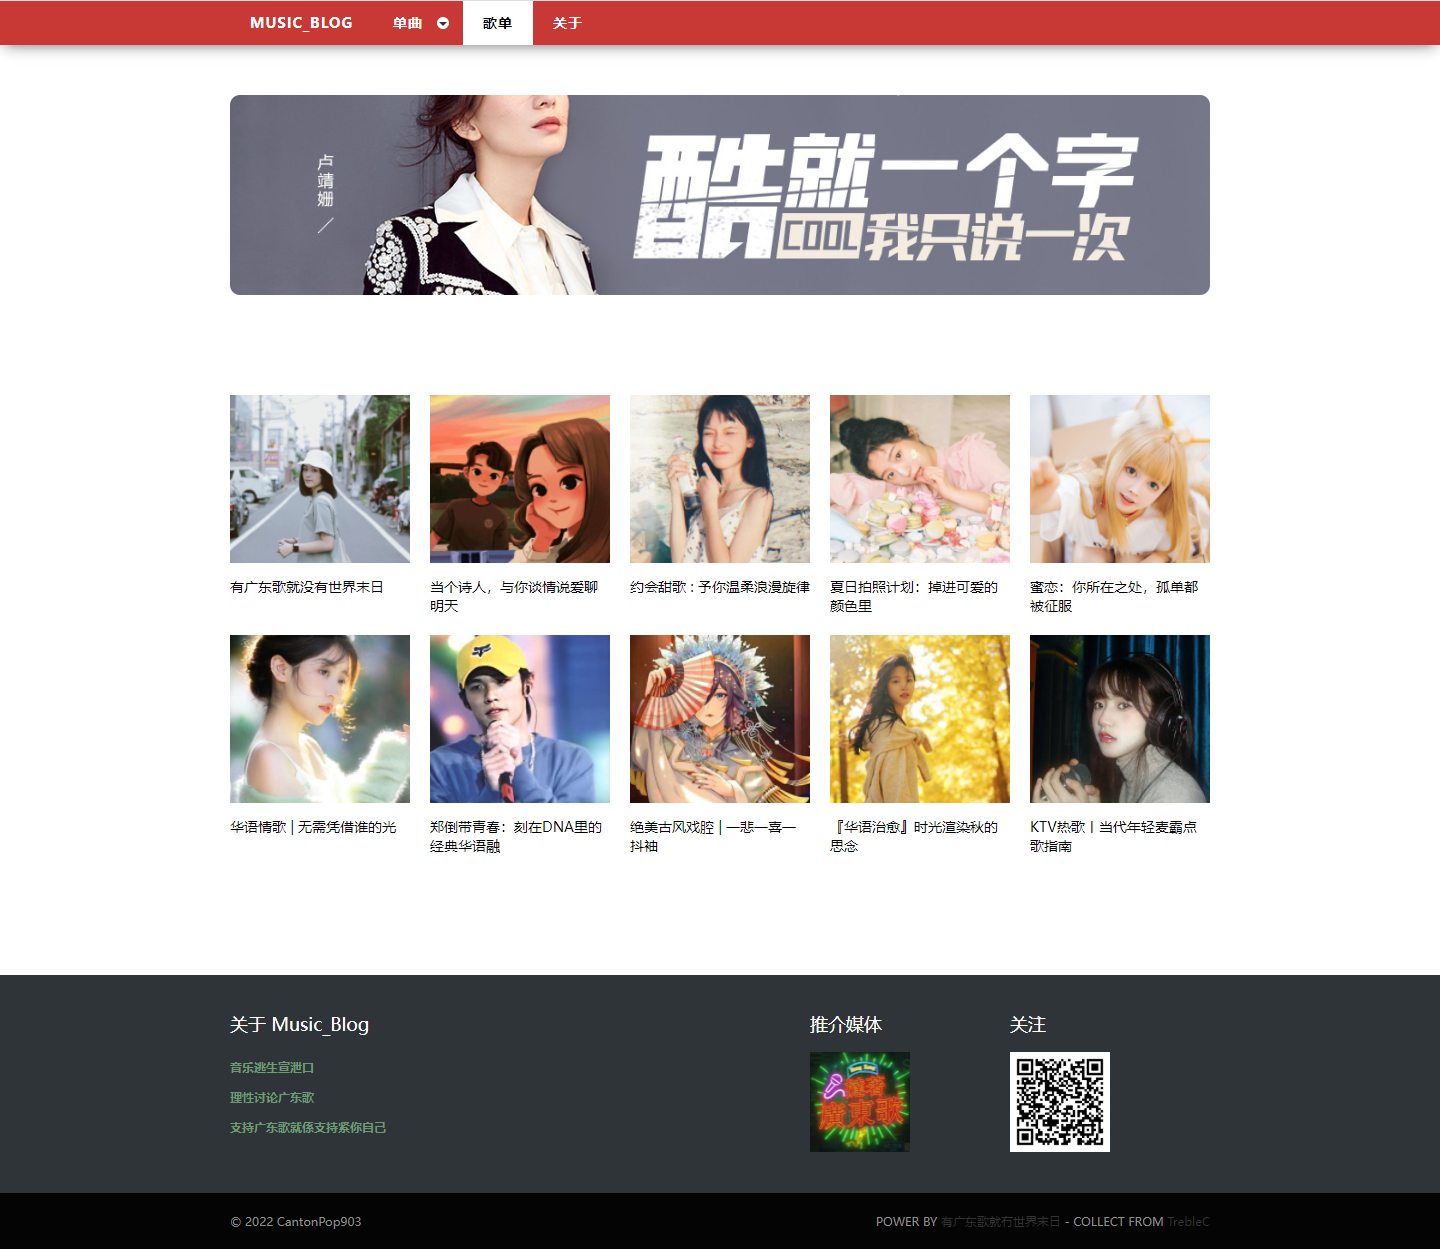 MUSIC_BLOG 单曲 歌单 关于
卢靖姗
酷就一个字
COOL我只说一次
有广东歌就没有世界末日
当个诗人，与你谈情说爱聊
明天
约会甜歌 : 予你温柔浪漫旋律
夏日拍照计划：掉进可爱的
颜色里
蜜恋：你所在之处，孤单都
被征服
华语情歌 | 无需凭借谁的光
郑倒带青春：刻在DNA里的
经典华语融
绝美古风戏腔 | 一悲一喜一
抖袖
『华语治愈』时光渲染秋的
思念
KTV热歌丨当代年轻麦霸点
歌指南
关于 Music_Blog
音乐逃生宣泄口
理性讨论广东歌
支持广东歌就係支持紧你自己
推介媒体
廣東歌
关注
© 2022 CantonPop903
POWER BY 有广东歌就冇世界末日 - COLLECT FROM TrebleC